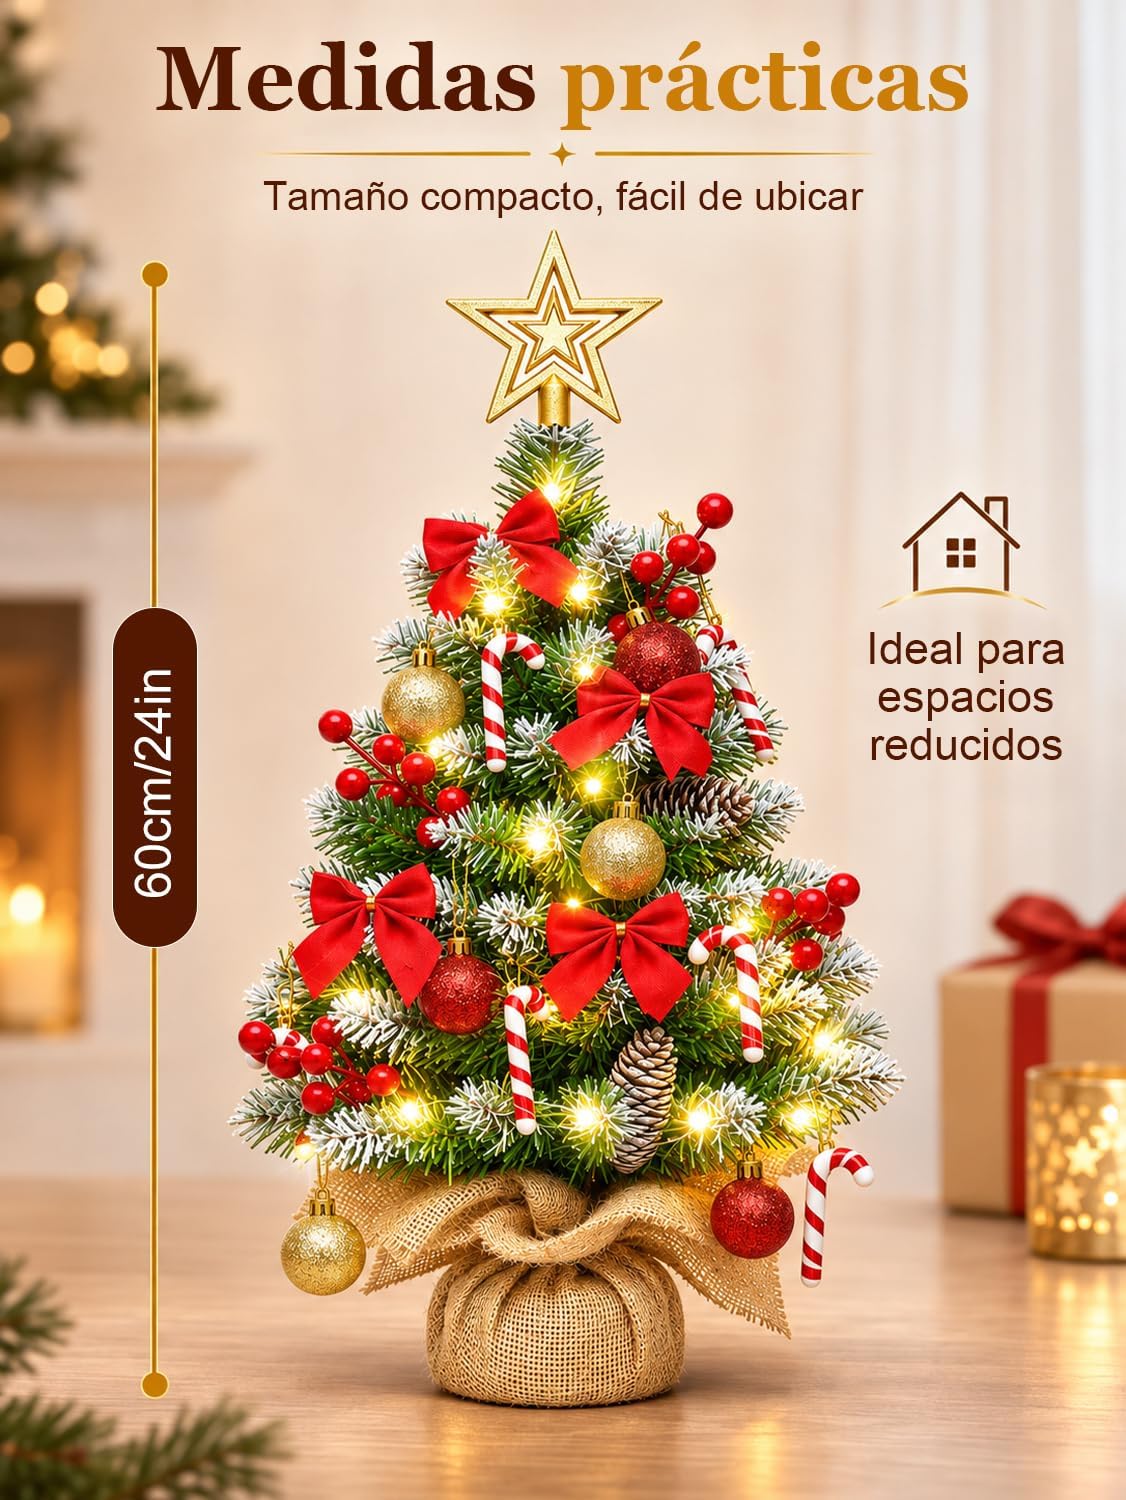 Medidas prácticas
Tamaño compacto, fácil de ubicar
60cm/24in
Ideal para
espacios
reducidos